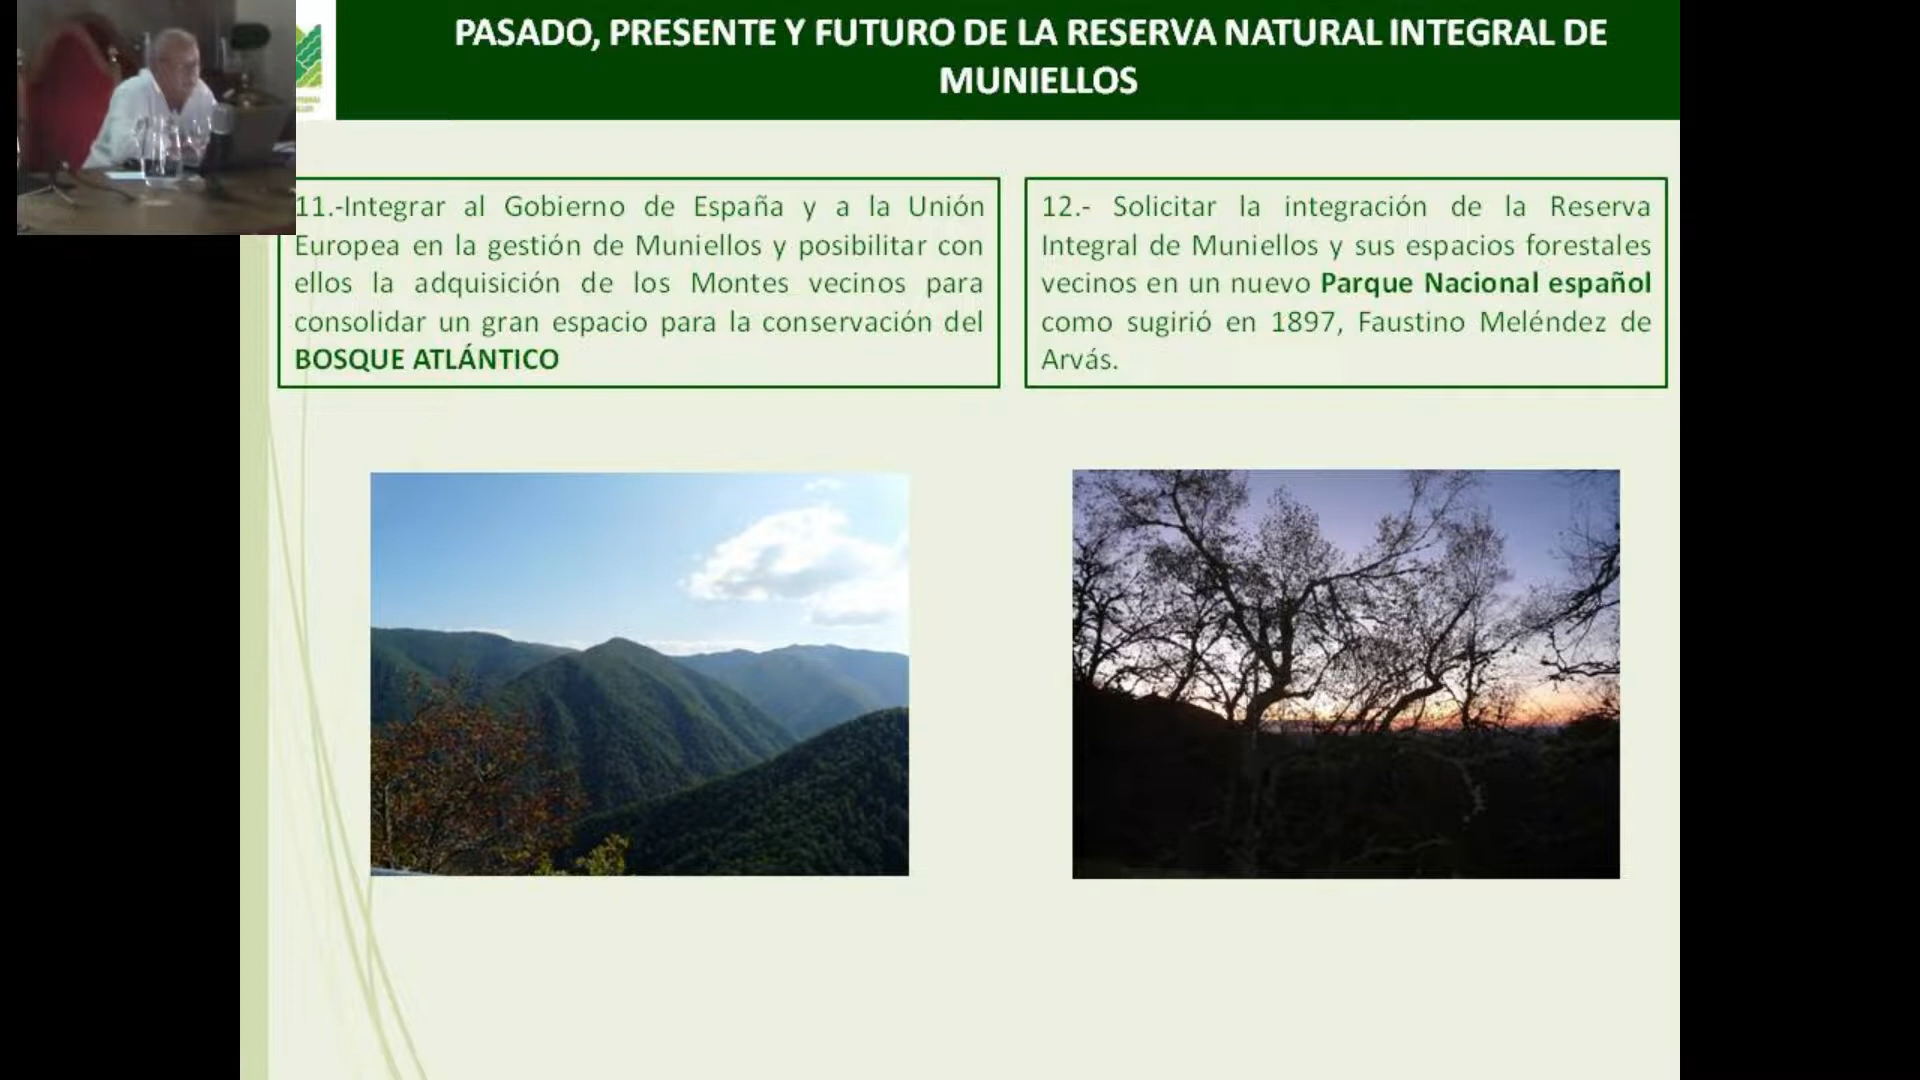 PASADO, PRESENTE Y FUTURO DE LA RESERVA NATURAL INTEGRAL DE
MUNIELLOS
11.-Integrar al Gobierno de España y a la Unión
Europea en la gestión de Muniellos y posibilitar con
ellos la adquisición de los Montes vecinos para
consolidar un gran espacio para la conservación del
BOSQUE ATLÁNTICO
12.- Solicitar la integración de la Reserva
Integral de Muniellos y sus espacios forestales
vecinos en un nuevo Parque Nacional español
como sugirió en 1897, Faustino Meléndez de
Arvás.